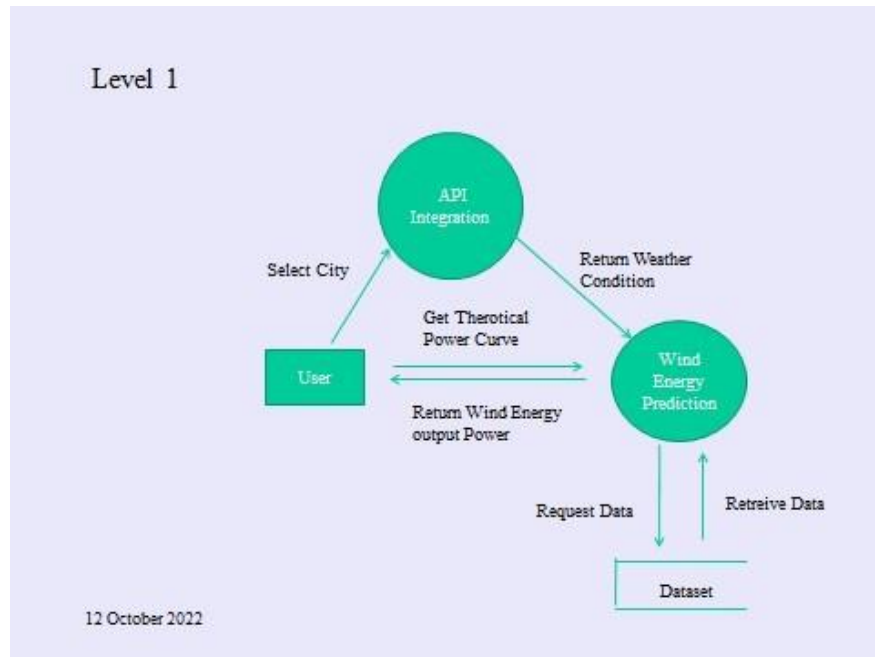 Level 1
API
Integration
Select City
Return Weather
Condition
Get Therotical
Power Curve
User
Wind
Energy
Prediction
Return Wind Energy
output Power
Request Data
Retreive Data
Dataset
12 October 2022